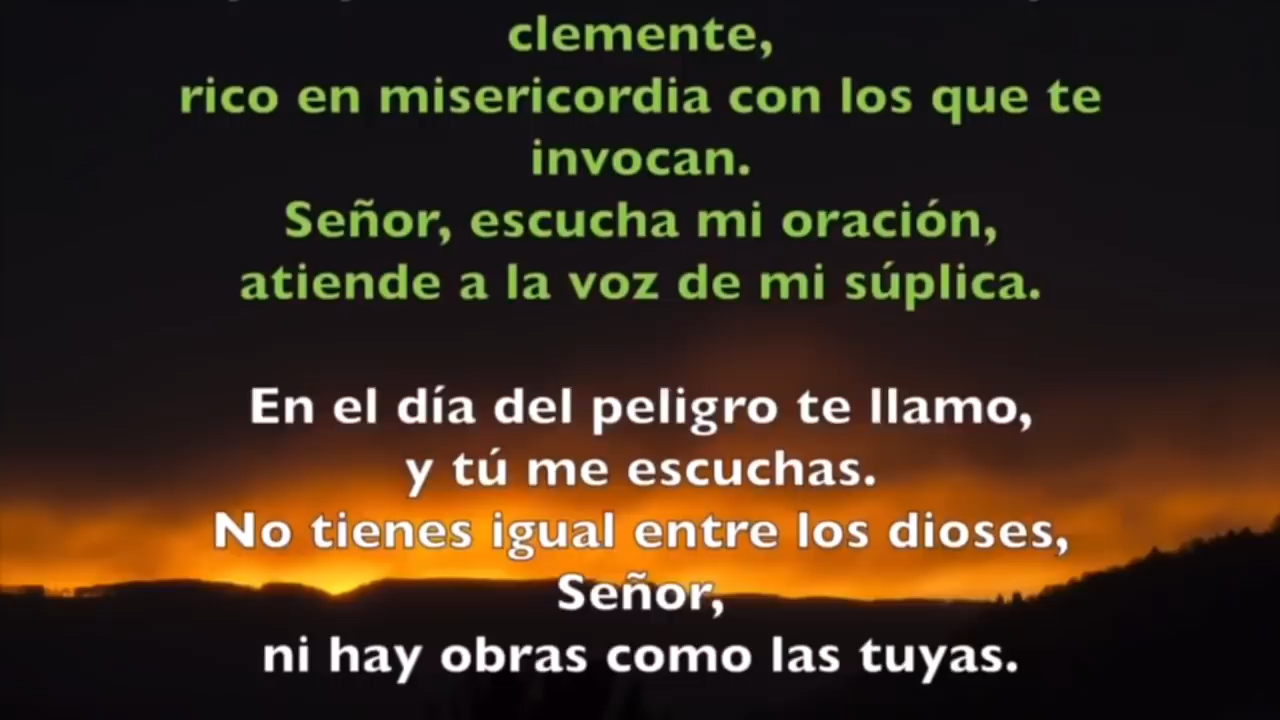 clemente,
rico en misericordia con los que te
invocan.
Señor, escucha mi oración,
atiende a la voz de mi súplica.
En el día del peligro te llamo,
y tú me escuchas.
No tienes igual entre los dioses,
Señor,
ni hay obras como las tuyas.